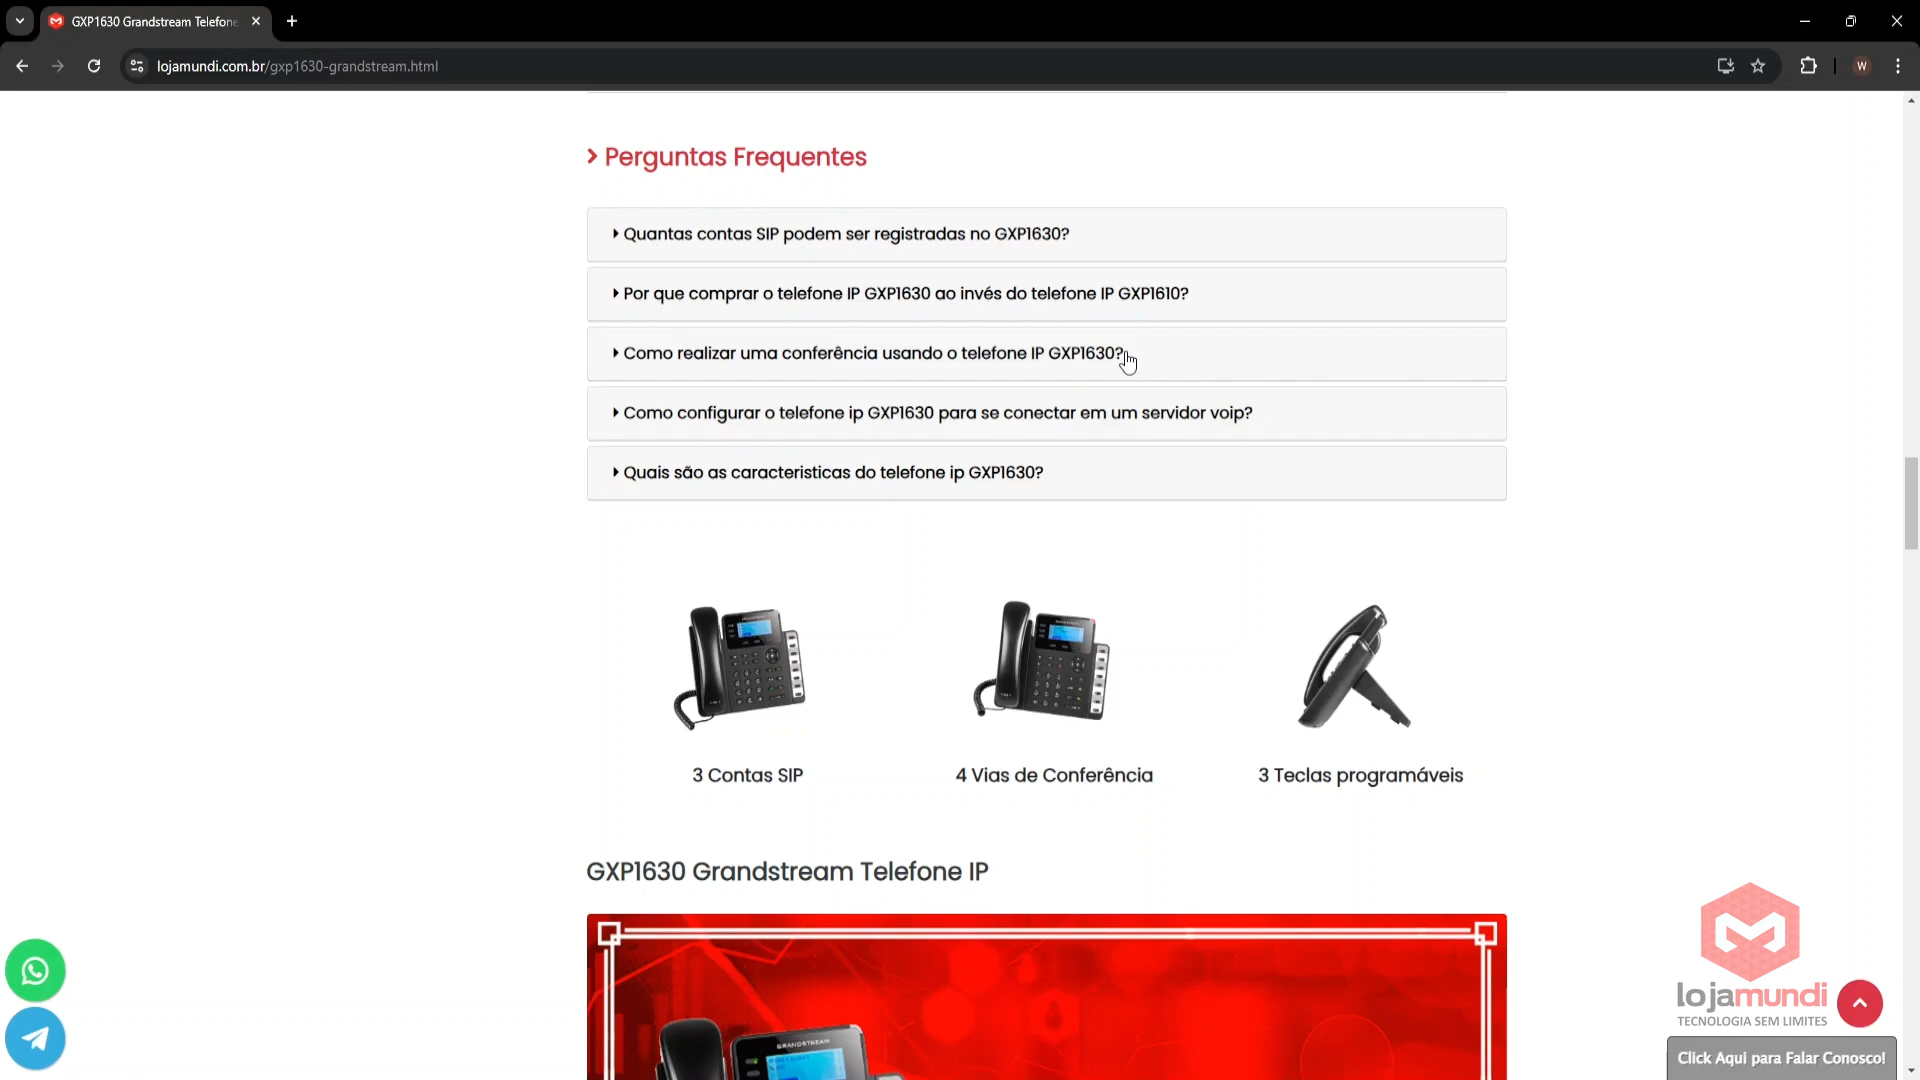 GXP1630 Grandstream Telefone
lojamundi.com.br/gxp1630-grandstream.html
W
Perguntas Frequentes
Quantas contas SIP podem ser registradas no GXP1630?
Por que comprar o telefone IP GXP1630 ao invés do telefone IP GXP1610?
Como realizar uma conferência usando o telefone IP GXP1630?
Como configurar o telefone ip GXP1630 para se conectar em um servidor voip?
Quais são as caracteristicas do telefone ip GXP1630?
3 Contas SIP
4 Vias de Conferência
3 Teclas programáveis
GXP1630 Grandstream Telefone IP
GRANDSTREAM
lojamundi
TECNOLOGIA SEM LIMITES
Click Aqui para Falar Conosco!